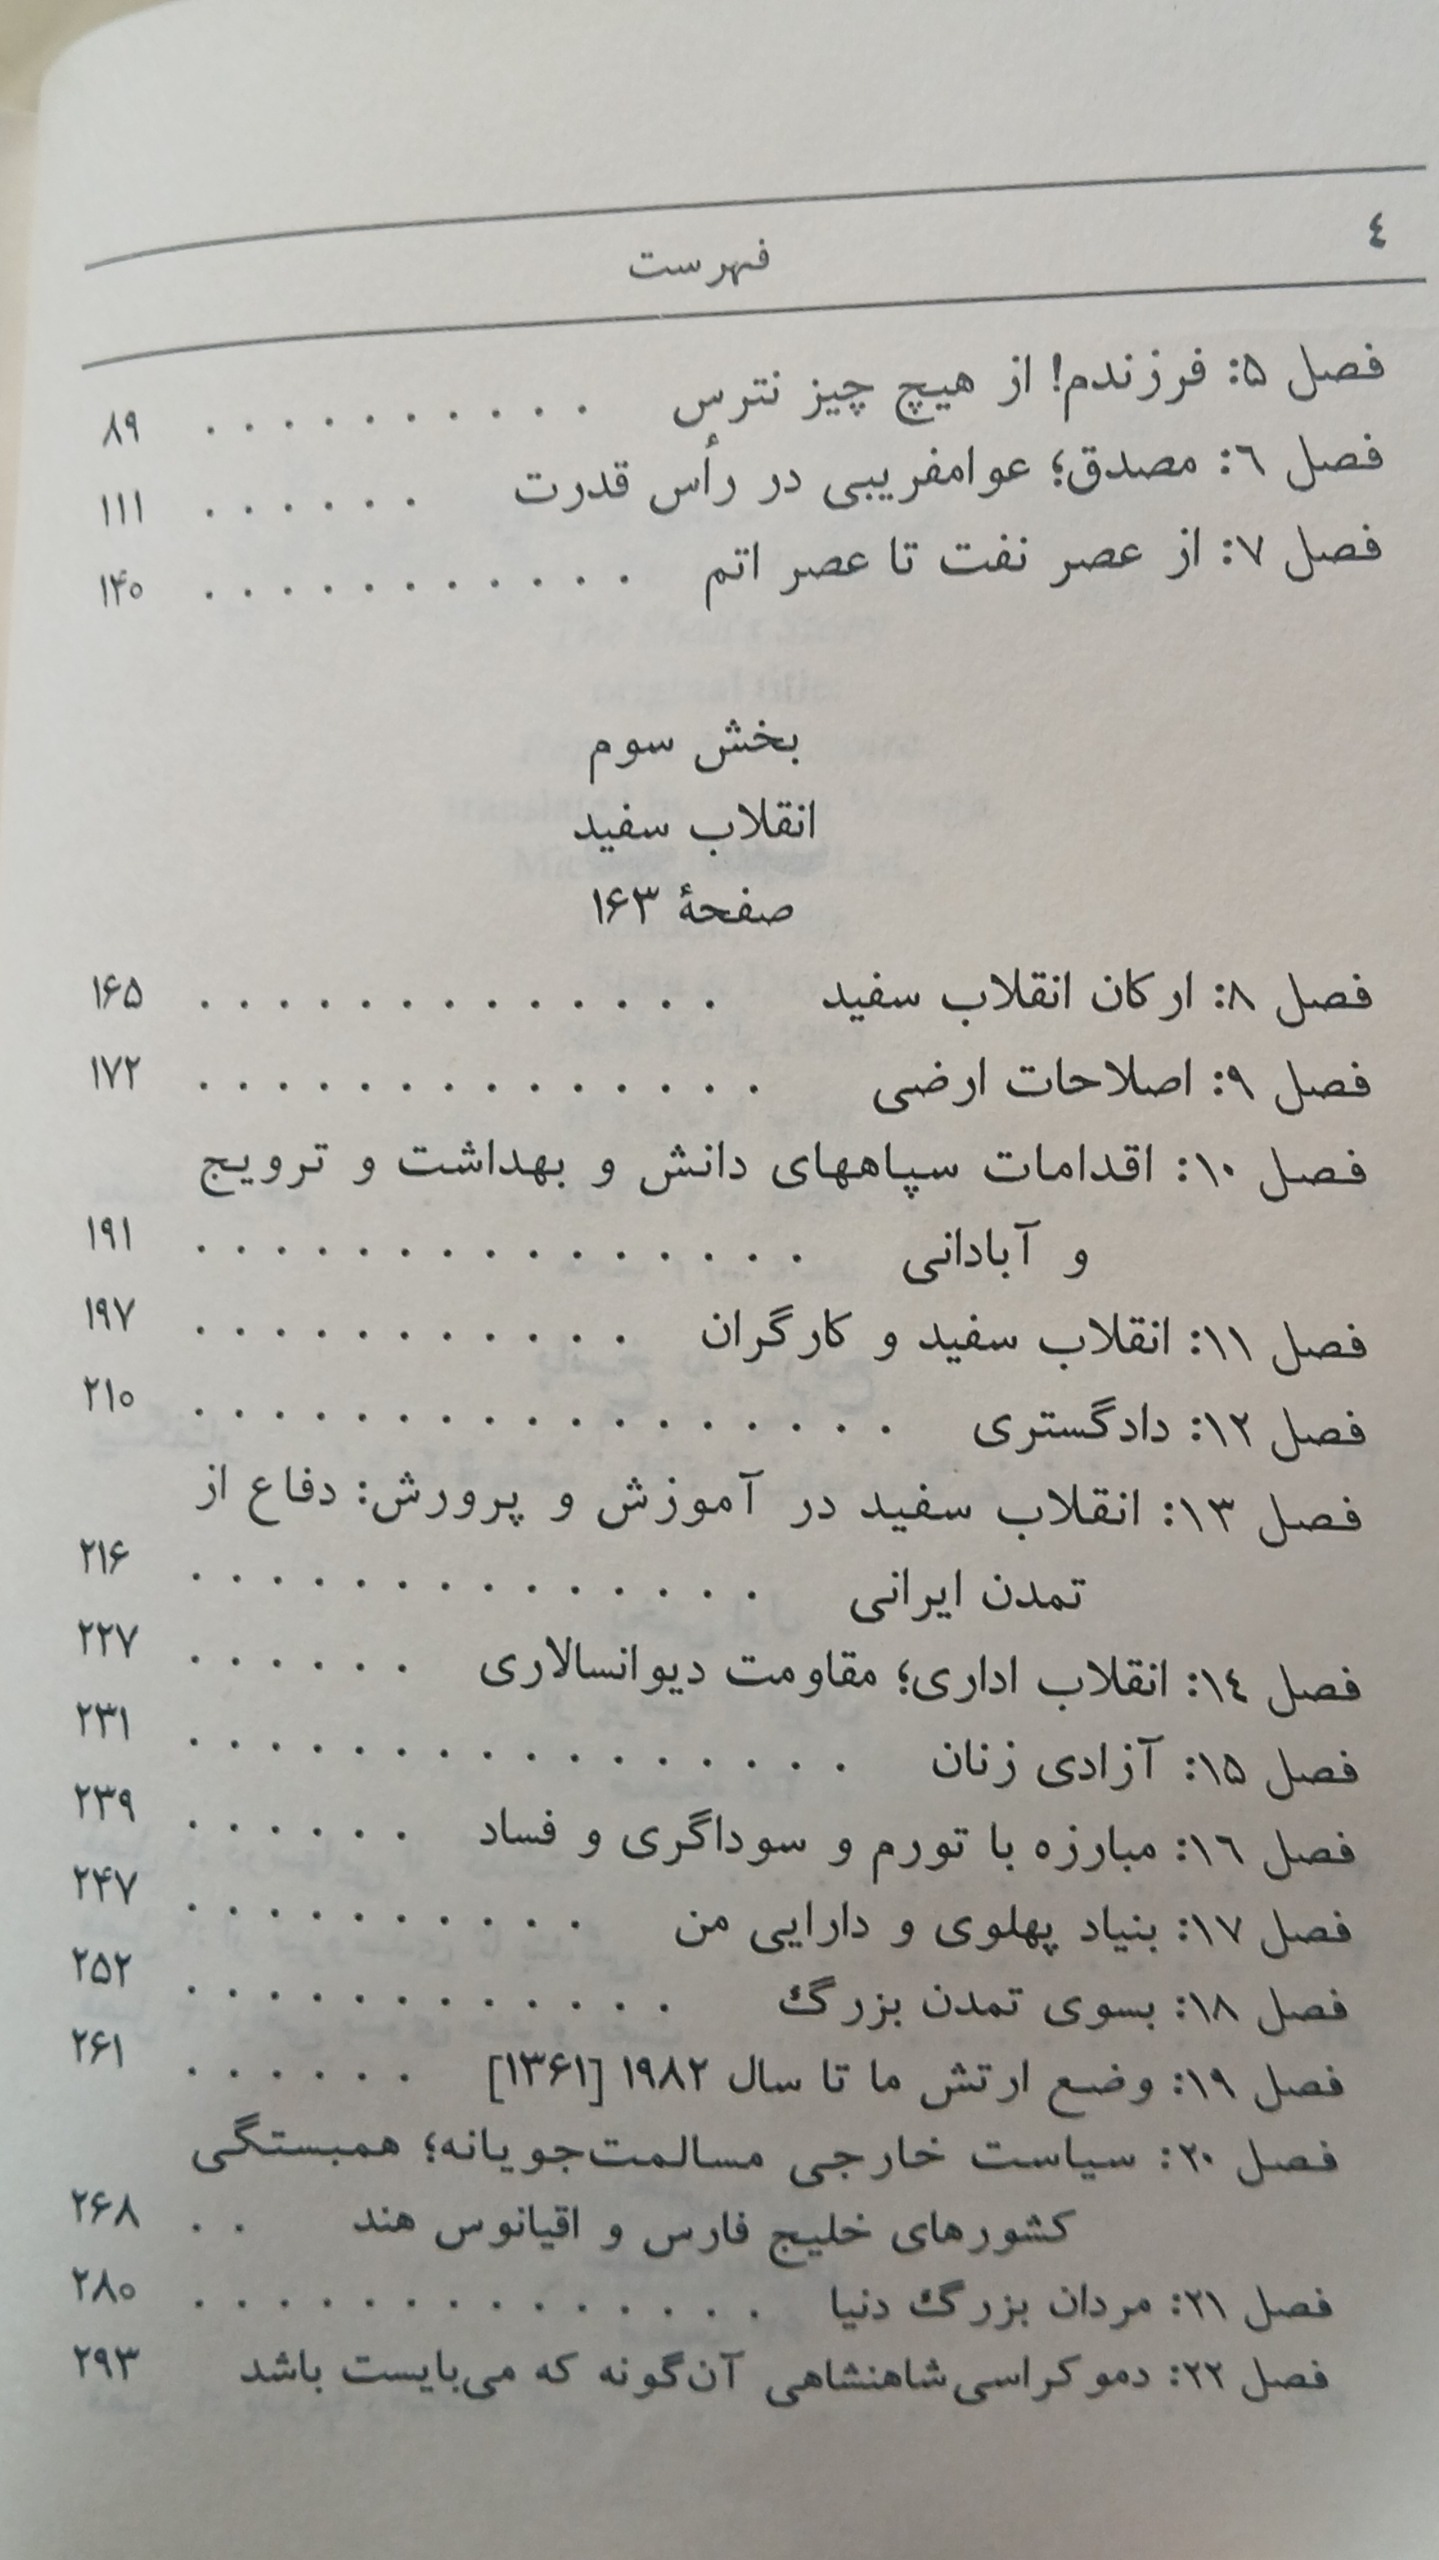 ٤
فهرست
فصل ۵: فرزندم! از هیچ چیز نترس . . . . . . . . . . ۸۹
فصل ٦: مصدق؛ عوامفریبی در رأس قدرت . . . . . . ۱۱۱
فصل ۷: از عصر نفت تا عصر اتم . . . . . . . . . . . ۱۴۰
بخش سوم
انقلاب سفید
صفحهٔ ۱۶۳
فصل ۸: ارکان انقلاب سفید . . . . . . . . . . . . . ۱۶۵
فصل ۹: اصلاحات ارضی . . . . . . . . . . . . . . ۱۷۲
فصل ۱۰: اقدامات سپاههای دانش و بهداشت و ترویج
و آبادانی . . . . . . . . . . . . . . . ۱۹۱
فصل ۱۱: انقلاب سفید و کارگران . . . . . . . . . . . ۱۹۷
فصل ۱۲: دادگستری . . . . . . . . . . . . . . . . . ۲۱۰
فصل ۱۳: انقلاب سفید در آموزش و پرورش: دفاع از
تمدن ایرانی . . . . . . . . . . . . . . ۲۱۶
فصل ۱٤: انقلاب اداری؛ مقاومت دیوانسالاری . . . . . . ۲۲۷
فصل ۱۵: آزادی زنان . . . . . . . . . . . . . . . . ۲۳۱
فصل ۱٦: مبارزه با تورم و سوداگری و فساد . . . . . . ۲۳۹
فصل ۱۷: بنیاد پهلوی و دارایی من . . . . . . . . . . ۲۴۷
فصل ۱۸: بسوی تمدن بزرگ . . . . . . . . . . . . ۲۵۲
فصل ۱۹: وضع ارتش ما تا سال ۱۹۸۲ [۱۳۶۱] . . . . . . ۲۶۱
فصل ۲۰: سیاست خارجی مسالمت‌جویانه؛ همبستگی
کشورهای خلیج فارس و اقیانوس هند . . ۲۶۸
فصل ۲۱: مردان بزرگ دنیا . . . . . . . . . . . . . . ۲۸۰
فصل ۲۲: دموکراسی‌شاهنشاهی آن‌گونه که می‌بایست باشد ۲۹۳